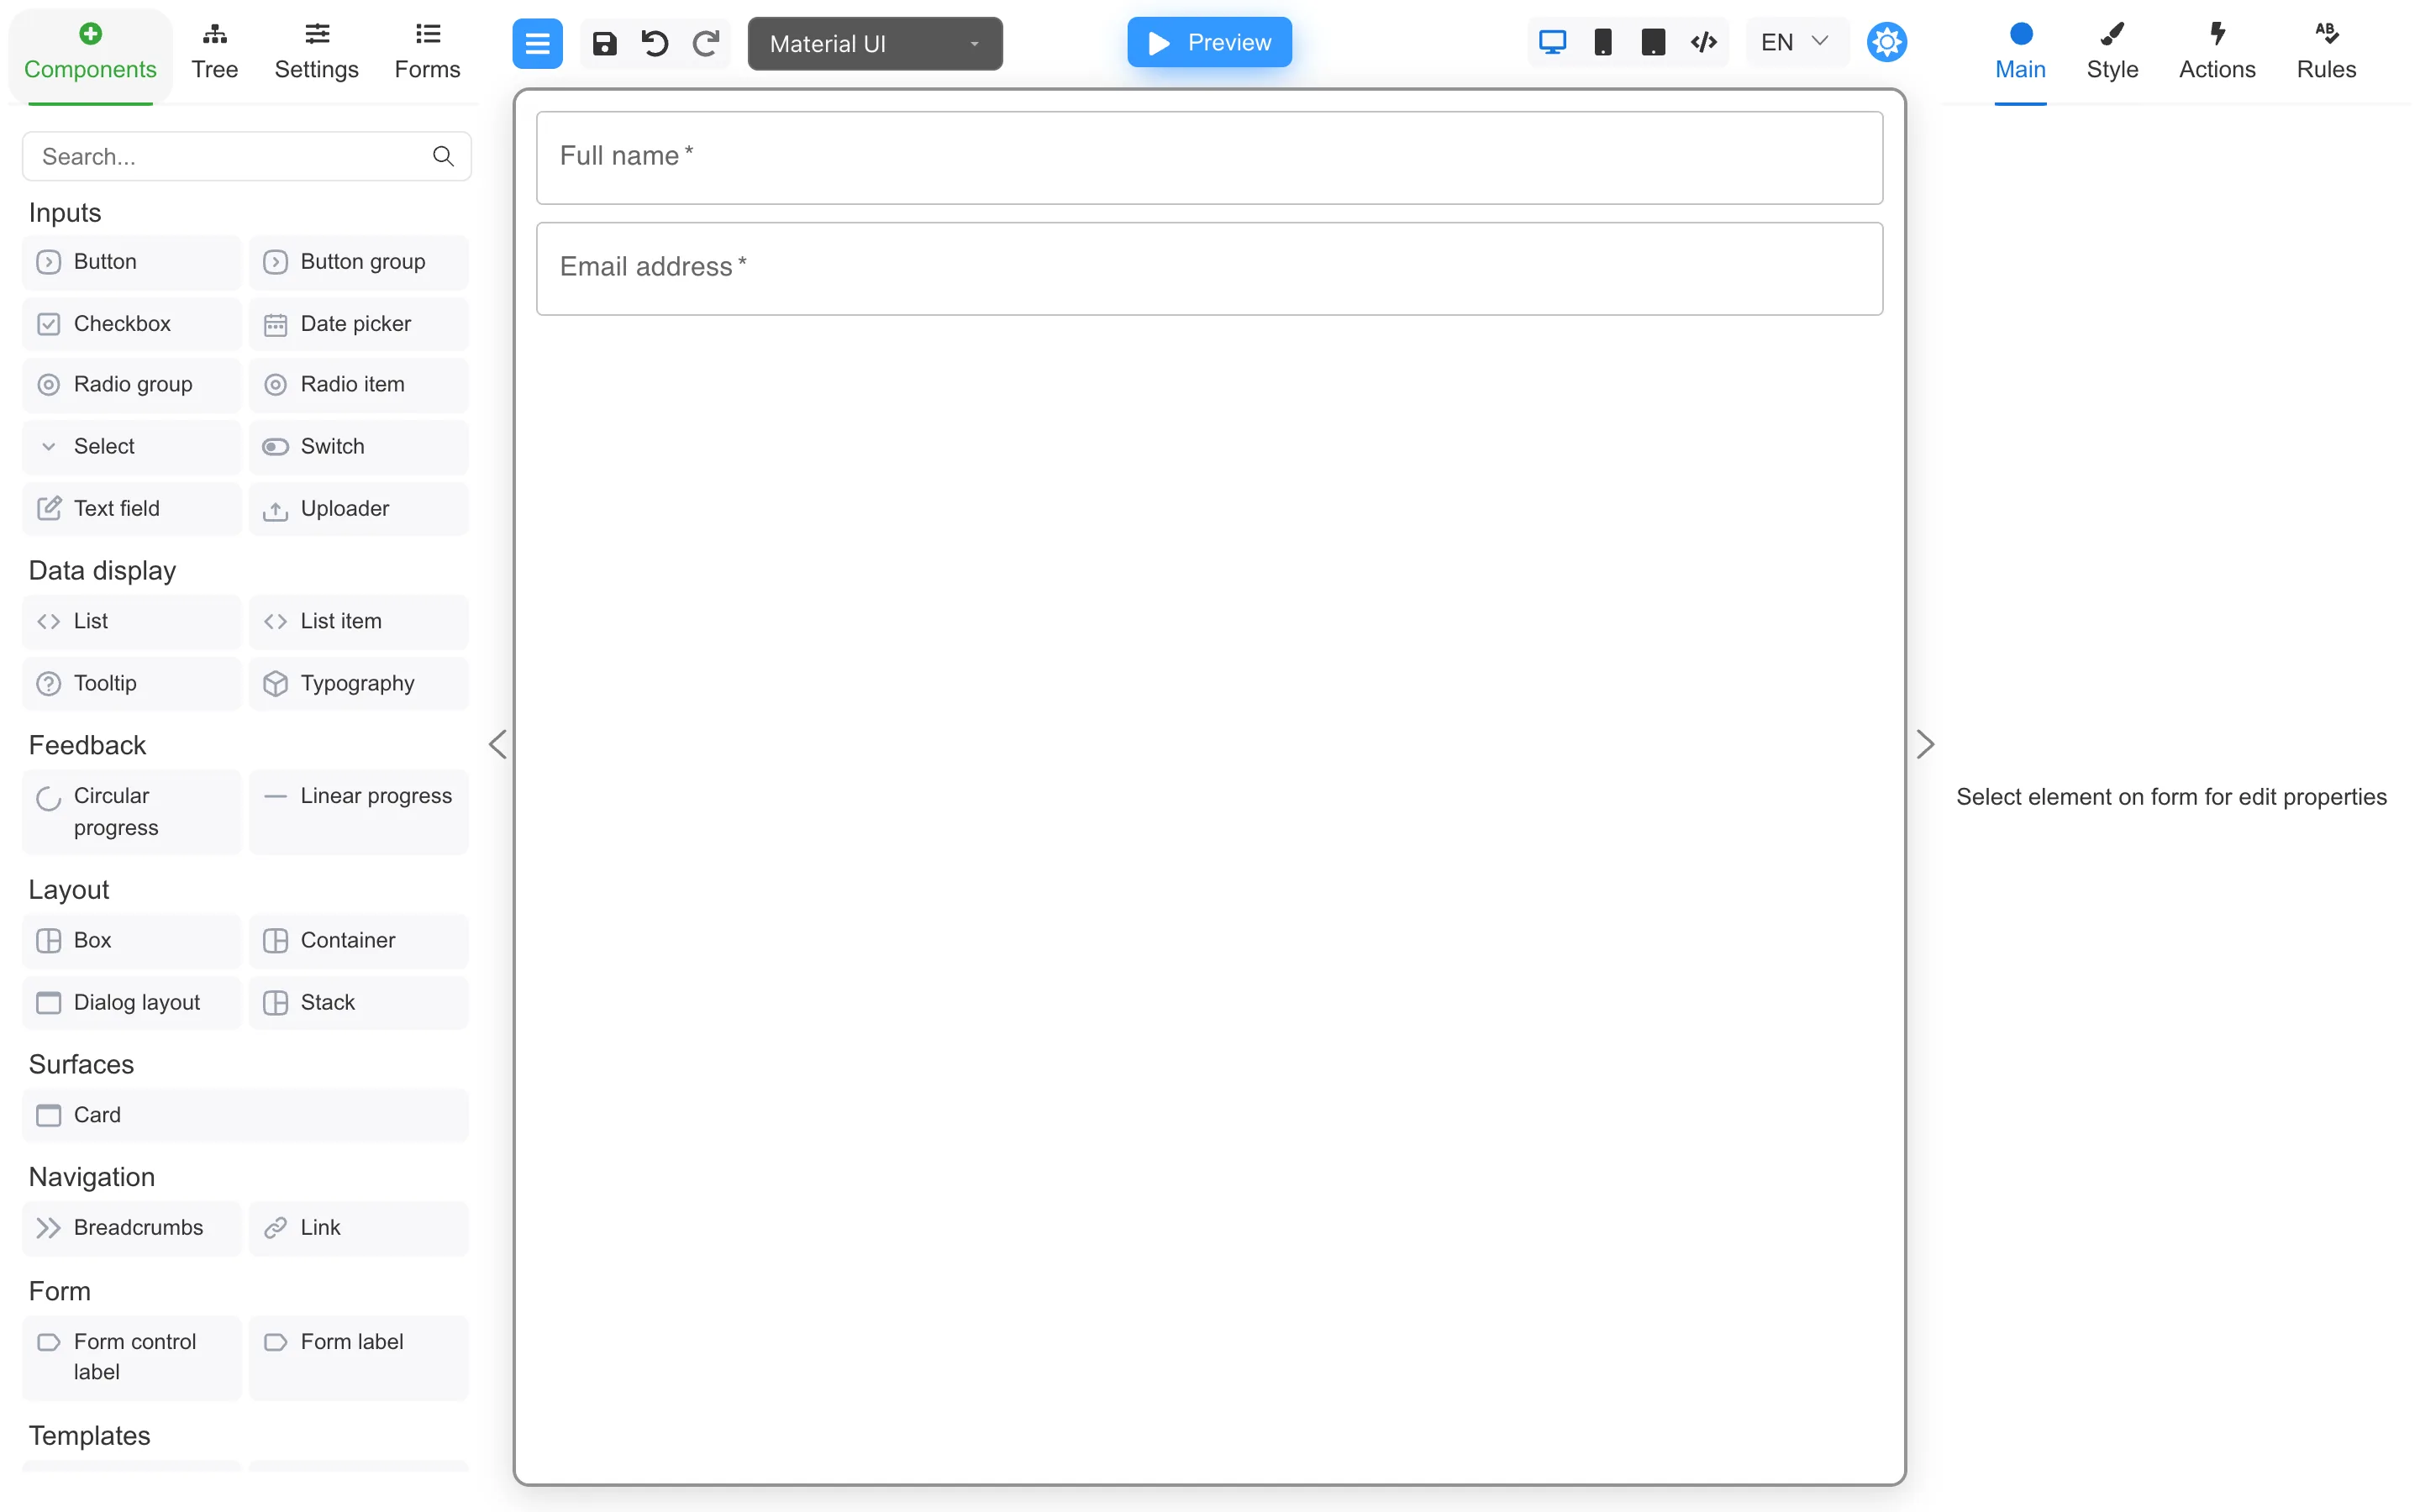 Components
Tree
Settings
Forms
Material UI
Preview
EN
Main
Style
Actions
Rules
Search...
Inputs
Button
Button group
Checkbox
Date picker
Radio group
Radio item
Select
Switch
Text field
Uploader
Data display
List
List item
Tooltip
Typography
Feedback
Circular
progress
Linear progress
Layout
Box
Container
Dialog layout
Stack
Surfaces
Card
Navigation
Breadcrumbs
Link
Form
Form control
label
Form label
Templates
Full name *
Email address *
Select element on form for edit properties